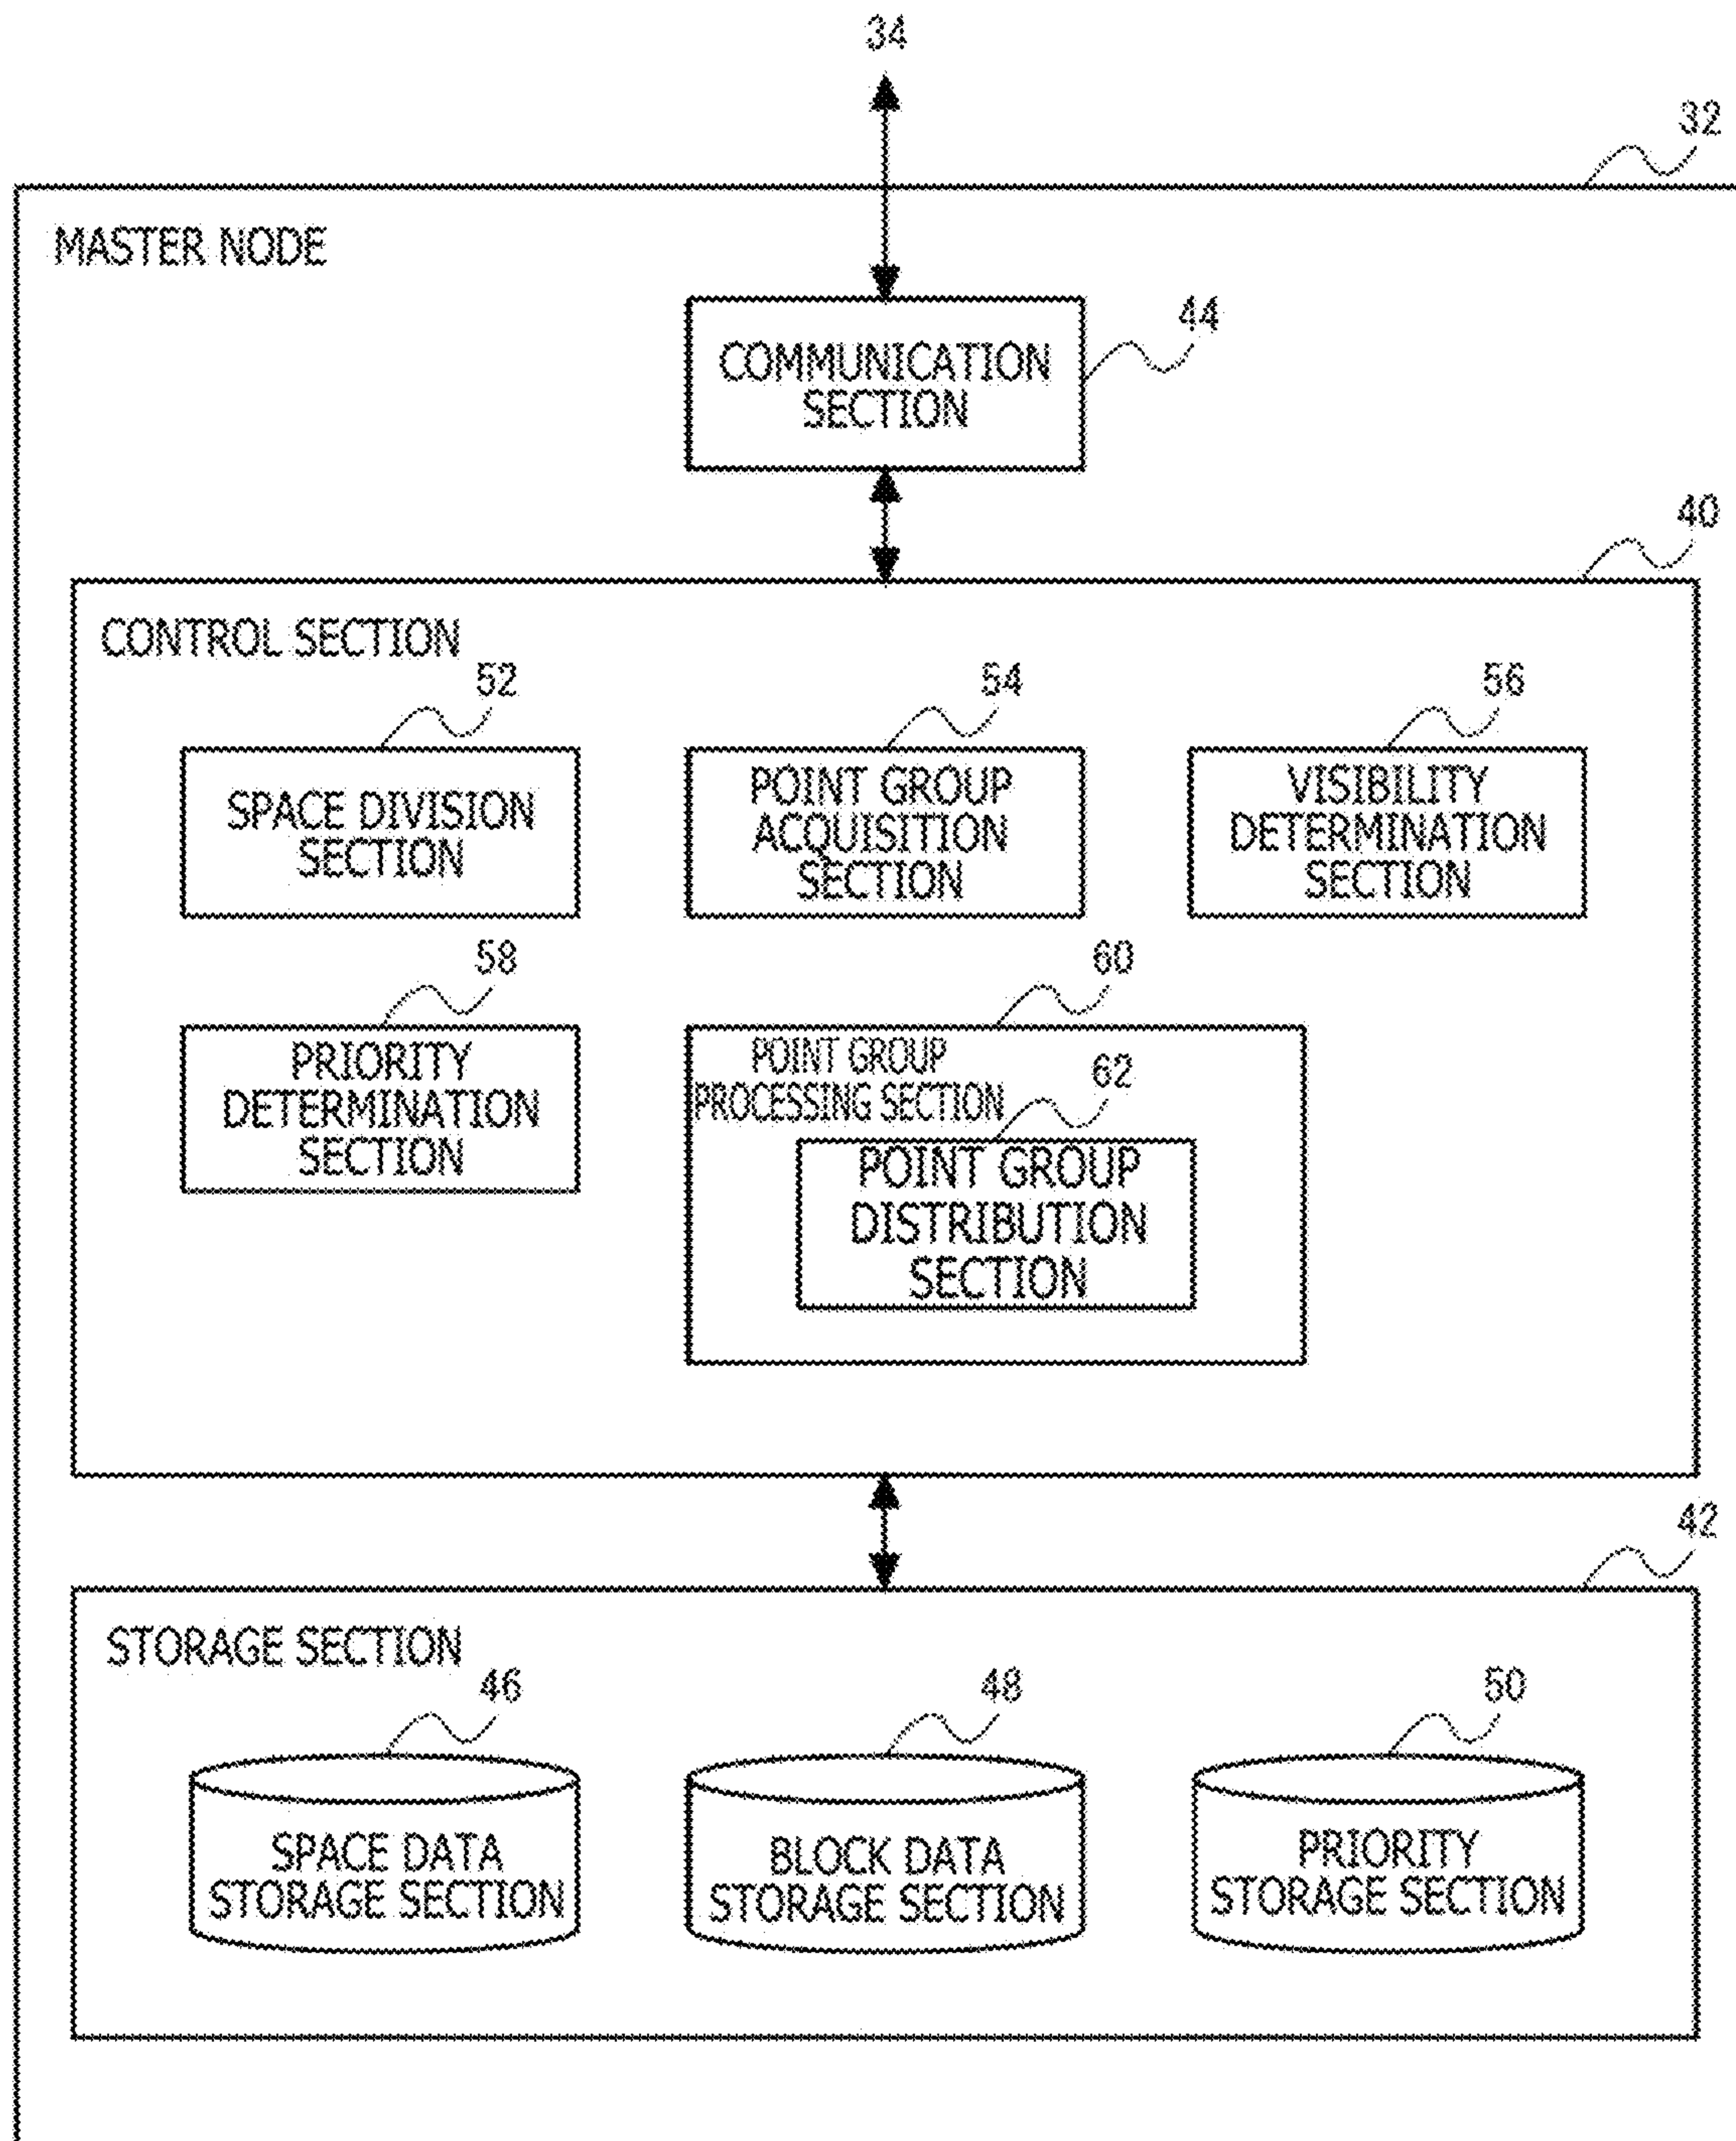 34
32
MASTER NODE
44
COMMUNICATION
SECTION
40
CONTROL SECTION
52
54
56
SPACE DIVISION
SECTION
POINT GROUP
ACQUISITION
SECTION
VISIBILITY
DETERMINATION
SECTION
58
60
PRIORITY
DETERMINATION
SECTION
POINT GROUP
PROCESSING SECTION
62
POINT GROUP
DISTRIBUTION
SECTION
42
STORAGE SECTION
46
48
50
SPACE DATA
STORAGE SECTION
BLOCK DATA
STORAGE SECTION
PRIORITY
STORAGE SECTION